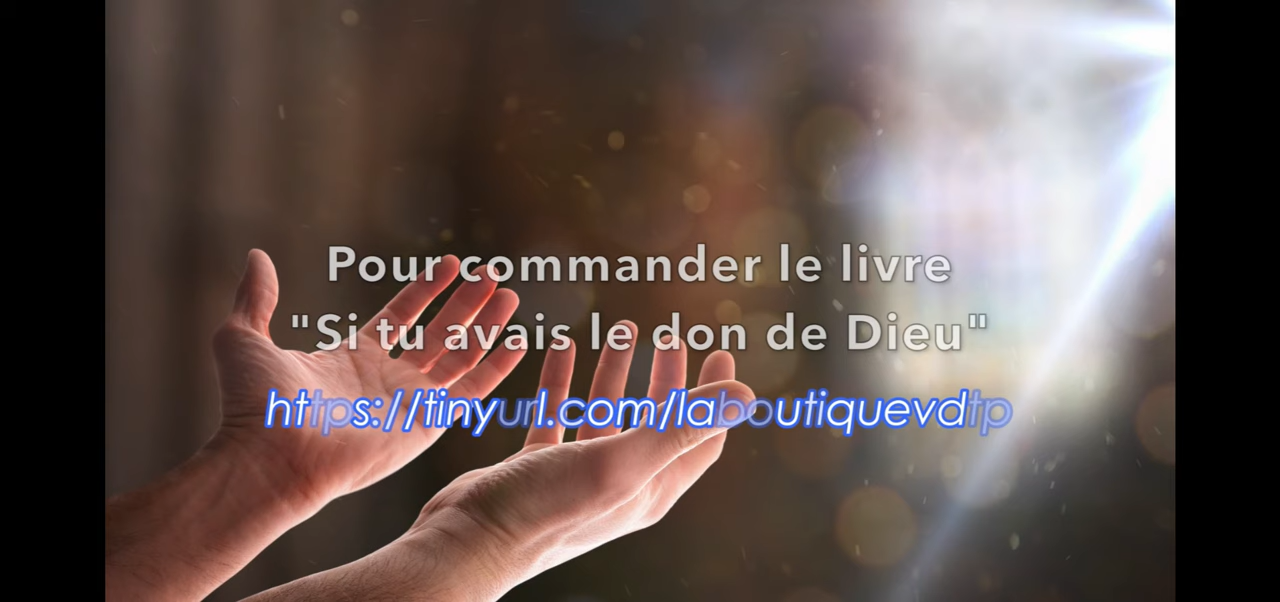 Pour commander le livre
"Si tu avais le don de Dieu"
https://tinyurl.com/laboutiquevdtp